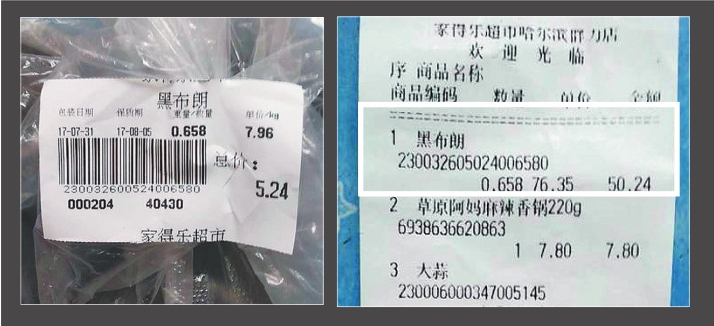 黑布朗
包装日期 保质期 重量/数量 单价/kg
17-07-31 17-08-05 0.658 7.96
总价:
230032600524006580
5.24
000204 40430
家得乐超市
家得乐超市哈尔滨群力店
欢迎光临
序 商品名称
商品编码 数量 单价 金额
1 黑布朗
230032605024006580
0.658 76.35 50.24
2 草原阿妈麻辣香锅220g
6938636620863
1 7.80 7.80
3 大蒜
230006000347005145